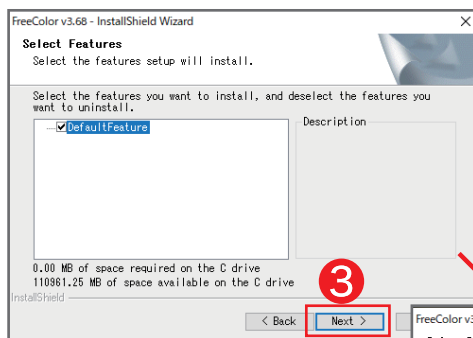 FreeColor v3.68 - InstallShield Wizard
Select Features
Select the features setup will install.
Select the features you want to install, and deselect the features you
want to uninstall.
DefaultFeature
Description
0.00 MB of space required on the C drive
110961.25 MB of space available on the C drive
3
InstallShield
< Back
Next >
FreeColor v3